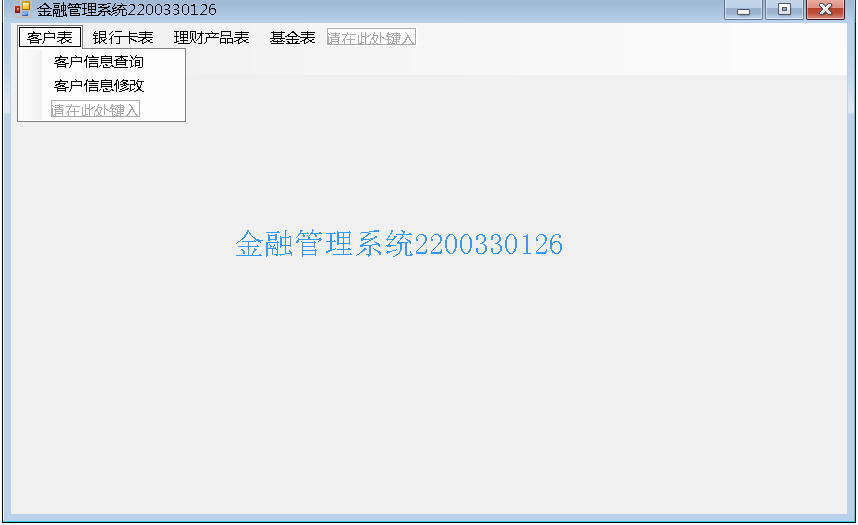 金融管理系统2200330126
客户表 银行卡表 理财产品表 基金表 请在此处键入
客户信息查询
客户信息修改
请在此处键入
金融管理系统2200330126